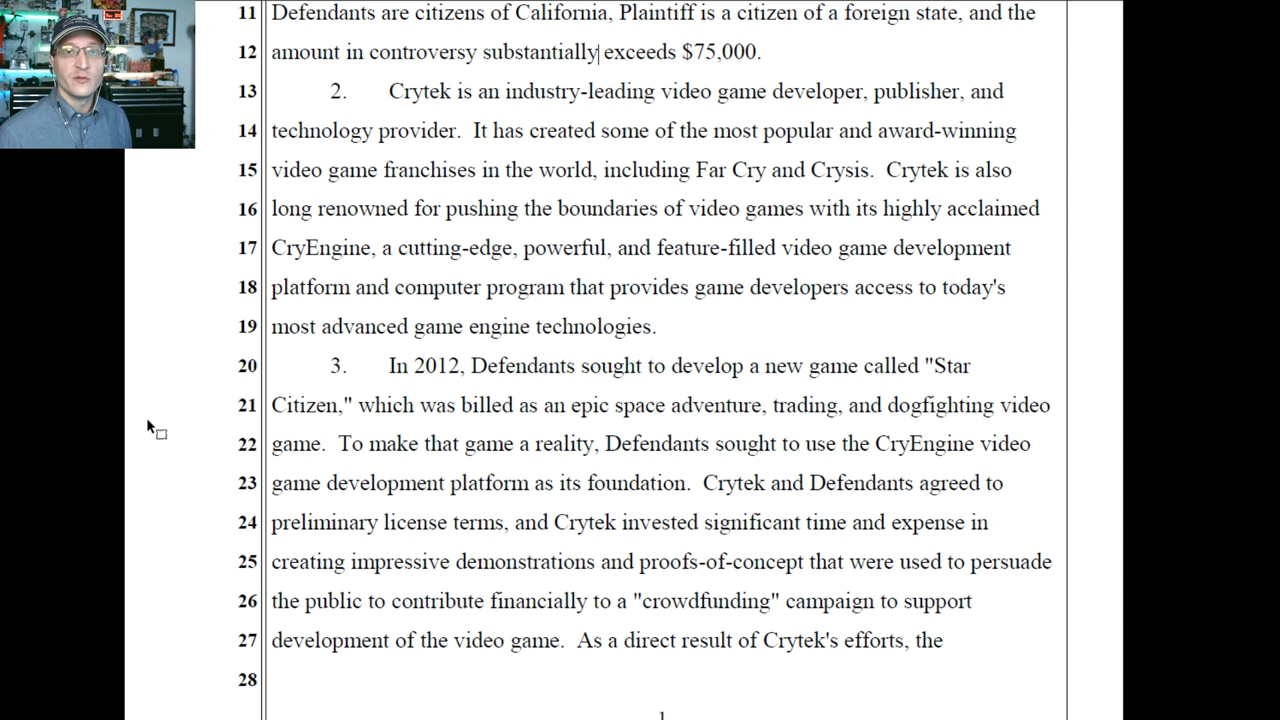 11 Defendants are citizens of California, Plaintiff is a citizen of a foreign state, and the
12 amount in controversy substantially exceeds $75,000.
13 2. Crytek is an industry-leading video game developer, publisher, and
14 technology provider. It has created some of the most popular and award-winning
15 video game franchises in the world, including Far Cry and Crysis. Crytek is also
16 long renowned for pushing the boundaries of video games with its highly acclaimed
17 CryEngine, a cutting-edge, powerful, and feature-filled video game development
18 platform and computer program that provides game developers access to today's
19 most advanced game engine technologies.
20 3. In 2012, Defendants sought to develop a new game called "Star
21 Citizen," which was billed as an epic space adventure, trading, and dogfighting video
22 game. To make that game a reality, Defendants sought to use the CryEngine video
23 game development platform as its foundation. Crytek and Defendants agreed to
24 preliminary license terms, and Crytek invested significant time and expense in
25 creating impressive demonstrations and proofs-of-concept that were used to persuade
26 the public to contribute financially to a "crowdfunding" campaign to support
27 development of the video game. As a direct result of Crytek's efforts, the
28
1